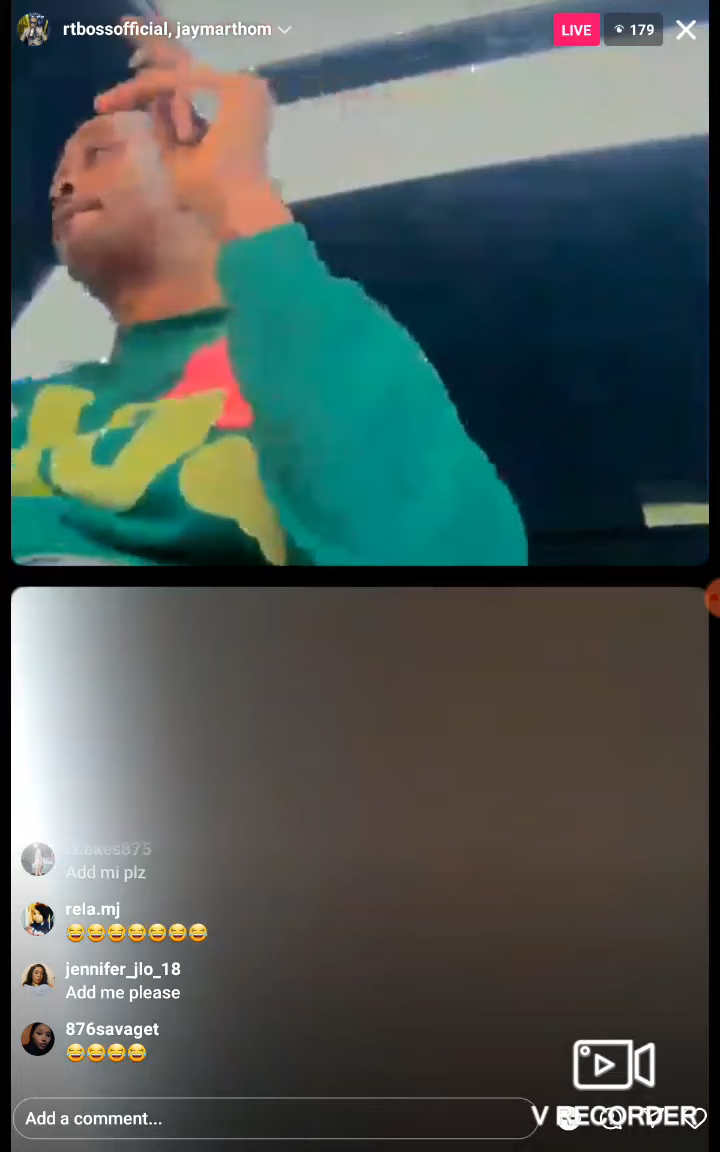 rtbossofficial, jaymarthom
LIVE
179
Add mi plz
rela.mj
😂😂😂😂😂😂😂
jennifer_jlo_18
Add me please
876savaget
😂😂😂😂
Add a comment...
V RECORDER